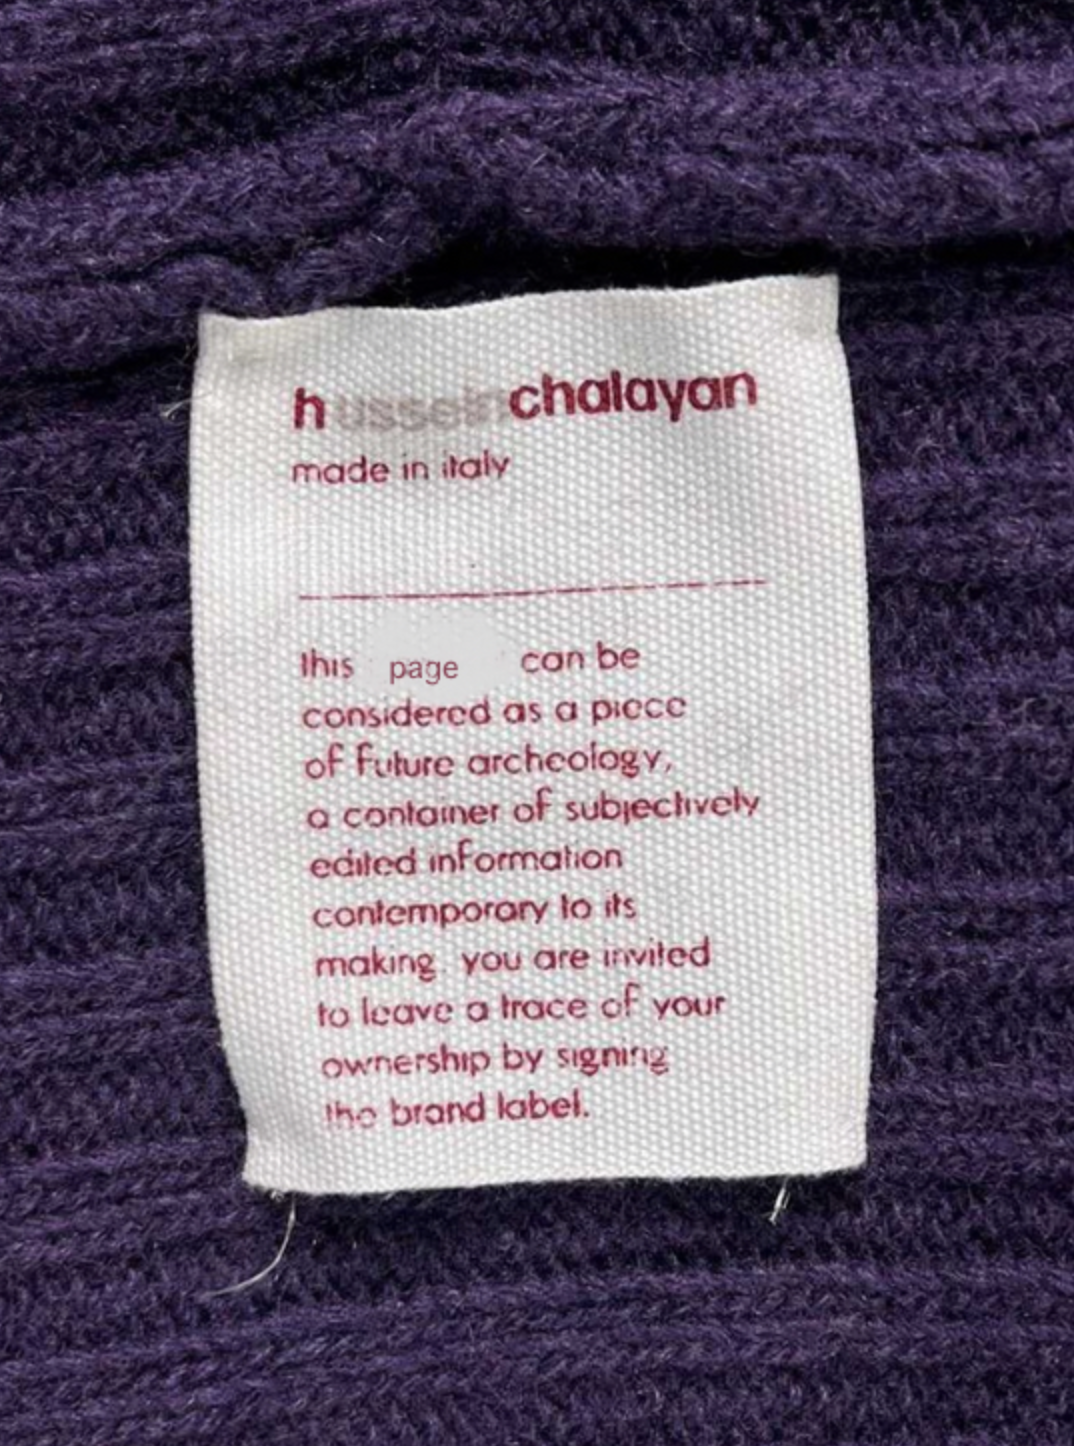 hussein chalayan
made in italy
this page can be
considered as a piece
of future archeology,
a container of subjectively
edited information
contemporary to its
making you are invited
to leave a trace of your
ownership by signing
the brand label.